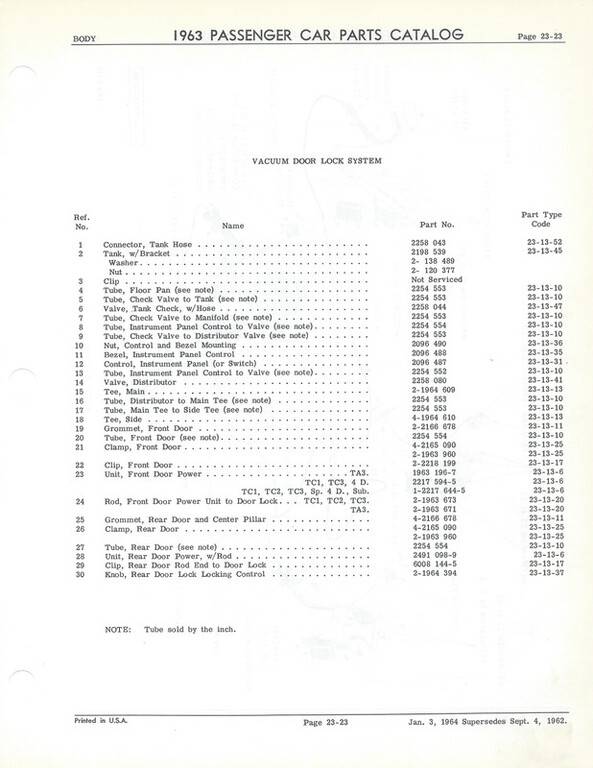 BODY 1963 PASSENGER CAR PARTS CATALOG Page 23-23
VACUUM DOOR LOCK SYSTEM
Ref. No. Name Part No. Part Type Code
1 Connector, Tank Hose . . . . . . . . 2258 043 23-13-52
2 Tank, w/Bracket . . . . . . . . 2198 539 23-13-45
Washer . . . . . . . . 2- 138 489
Nut . . . . . . . . 2- 120 377
3 Clip . . . . . . . . Not Serviced
4 Tube, Floor Pan (see note) . . . . . . . . 2254 553 23-13-10
5 Tube, Check Valve to Tank (see note) . . . . . . . . 2254 553 23-13-10
6 Valve, Tank Check, w/Hose . . . . . . . . 2258 044 23-13-47
7 Tube, Check Valve to Manifold (see note) . . . . . . . . 2254 553 23-13-10
8 Tube, Instrument Panel Control to Valve (see note) . . . . . . . . 2254 554 23-13-10
9 Tube, Check Valve to Distributor Valve (see note) . . . . . . . . 2254 553 23-13-10
10 Nut, Control and Bezel Mounting . . . . . . . . 2096 490 23-13-36
11 Bezel, Instrument Panel Control . . . . . . . . 2096 488 23-13-35
12 Control, Instrument Panel (or Switch) . . . . . . . . 2096 487 23-13-31
13 Tube, Instrument Panel Control to Valve (see note) . . . . . . . . 2254 552 23-13-10
14 Valve, Distributor . . . . . . . . 2258 080 23-13-41
15 Tee, Main . . . . . . . . 2-1964 609 23-13-13
16 Tube, Distributor to Main Tee (see note) . . . . . . . . 2254 553 23-13-10
17 Tube, Main Tee to Side Tee (see note) . . . . . . . . 2254 553 23-13-10
18 Tee, Side . . . . . . . . 4-1964 610 23-13-13
19 Grommet, Front Door . . . . . . . . 2-2166 678 23-13-11
20 Tube, Front Door (see note) . . . . . . . . 2254 554 23-13-10
21 Clamp, Front Door . . . . . . . . 4-2165 090 23-13-25
2-1963 960 23-13-25
22 Clip, Front Door . . . . . . . . 2-2218 199 23-13-17
23 Unit, Front Door Power . . . . . . . . TA3. 1963 196-7 23-13-6
TC1, TC2, TC3, 4 D. 2217 594-5 23-13-6
TC1, TC2, TC3, Sp. 4 D., Sub. 1-2217 644-5 23-13-6
24 Rod, Front Door Power Unit to Door Lock . . . TC1, TC2, TC3. 2-1963 673 23-13-20
TA3. 2-1963 671 23-13-20
25 Grommet, Rear Door and Center Pillar . . . . . . . . 4-2166 678 23-13-11
26 Clamp, Rear Door . . . . . . . . 4-2165 090 23-13-25
2-1963 960 23-13-25
27 Tube, Rear Door (see note) . . . . . . . . 2254 554 23-13-10
28 Unit, Rear Door Power, w/Rod . . . . . . . . 2491 098-9 23-13-6
29 Clip, Rear Door Rod End to Door Lock . . . . . . . . 6008 144-5 23-13-17
30 Knob, Rear Door Lock Locking Control . . . . . . . . 2-1964 394 23-13-37
NOTE: Tube sold by the inch.
Printed in U.S.A. Page 23-23 Jan. 3, 1964 Supersedes Sept. 4, 1962.